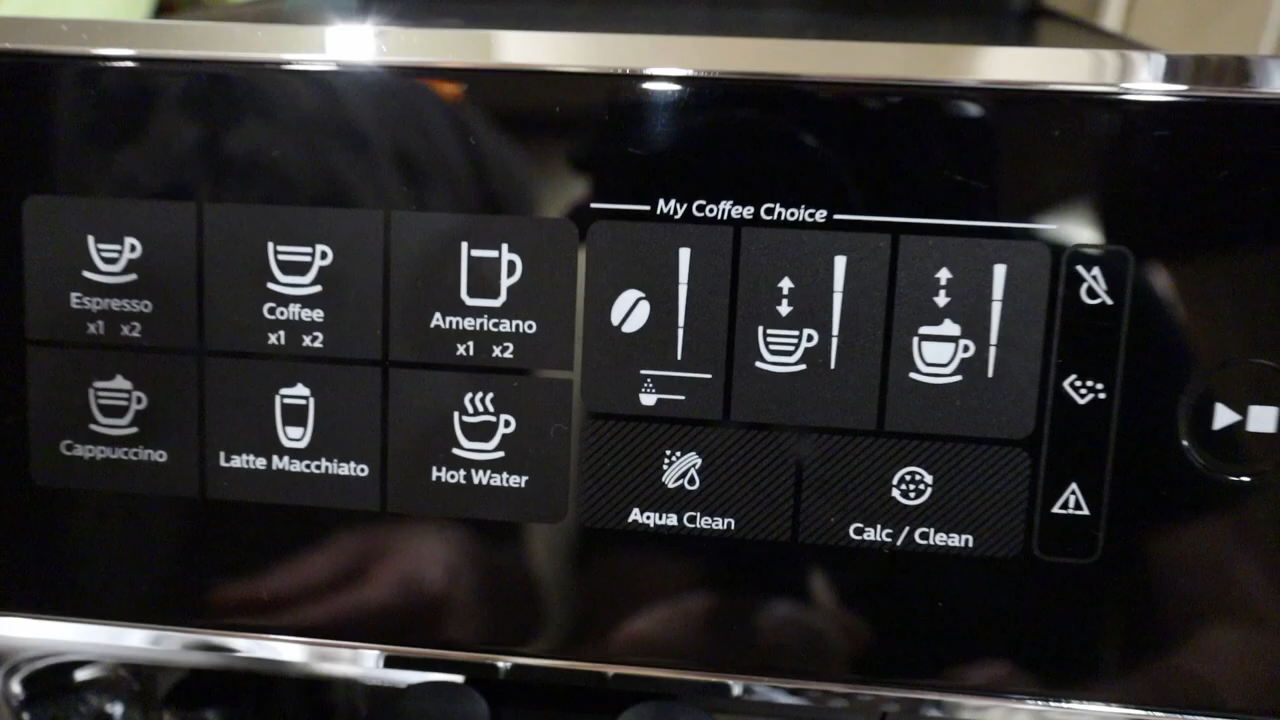 My Coffee Choice
Espresso
x1 x2
Coffee
x1 x2
Americano
x1 x2
Cappuccino
Latte Macchiato
Hot Water
Aqua Clean
Calc / Clean